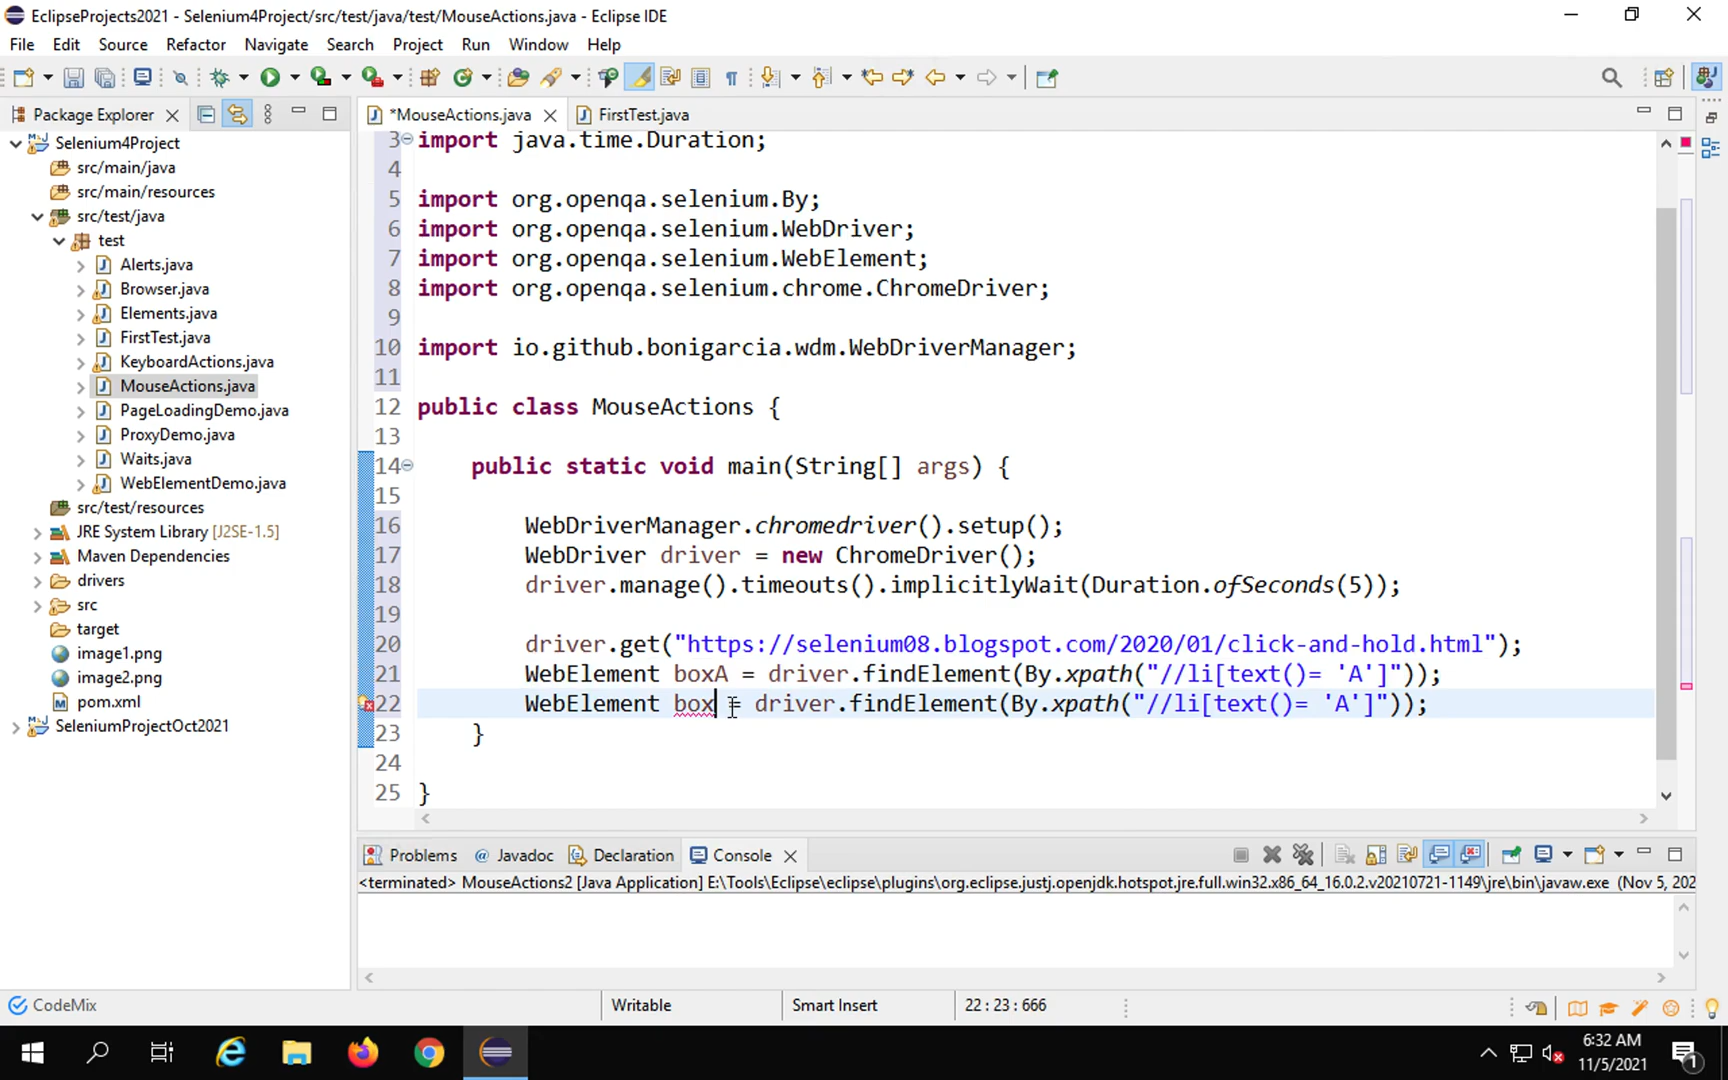 EclipseProjects2021 - Selenium4Project/src/test/java/test/MouseActions.java - Eclipse IDE
File Edit Source Refactor Navigate Search Project Run Window Help
Package Explorer
*MouseActions.java
FirstTest.java
Selenium4Project
src/main/java
src/main/resources
src/test/java
test
Alerts.java
Browser.java
Elements.java
FirstTest.java
KeyboardActions.java
MouseActions.java
PageLoadingDemo.java
ProxyDemo.java
Waits.java
WebElementDemo.java
src/test/resources
JRE System Library [J2SE-1.5]
Maven Dependencies
drivers
src
target
image1.png
image2.png
pom.xml
SeleniumProjectOct2021
3 import java.time.Duration;
4
5 import org.openqa.selenium.By;
6 import org.openqa.selenium.WebDriver;
7 import org.openqa.selenium.WebElement;
8 import org.openqa.selenium.chrome.ChromeDriver;
9
10 import io.github.bonigarcia.wdm.WebDriverManager;
11
12 public class MouseActions {
13
14 public static void main(String[] args) {
15
16 WebDriverManager.chromedriver().setup();
17 WebDriver driver = new ChromeDriver();
18 driver.manage().timeouts().implicitlyWait(Duration.ofSeconds(5));
19
20 driver.get("https://selenium08.blogspot.com/2020/01/click-and-hold.html");
21 WebElement boxA = driver.findElement(By.xpath("//li[text()= 'A']"));
22 WebElement box = driver.findElement(By.xpath("//li[text()= 'A']"));
23 }
24
25 }
Problems @ Javadoc Declaration Console
<terminated> MouseActions2 [Java Application] E:\Tools\Eclipse\eclipse\plugins\org.eclipse.justj.openjdk.hotspot.jre.full.win32.x86_64_16.0.2.v20210721-1149\jre\bin\javaw.exe (Nov 5, 202
CodeMix
Writable
Smart Insert
22 : 23 : 666
6:32 AM
11/5/2021
1